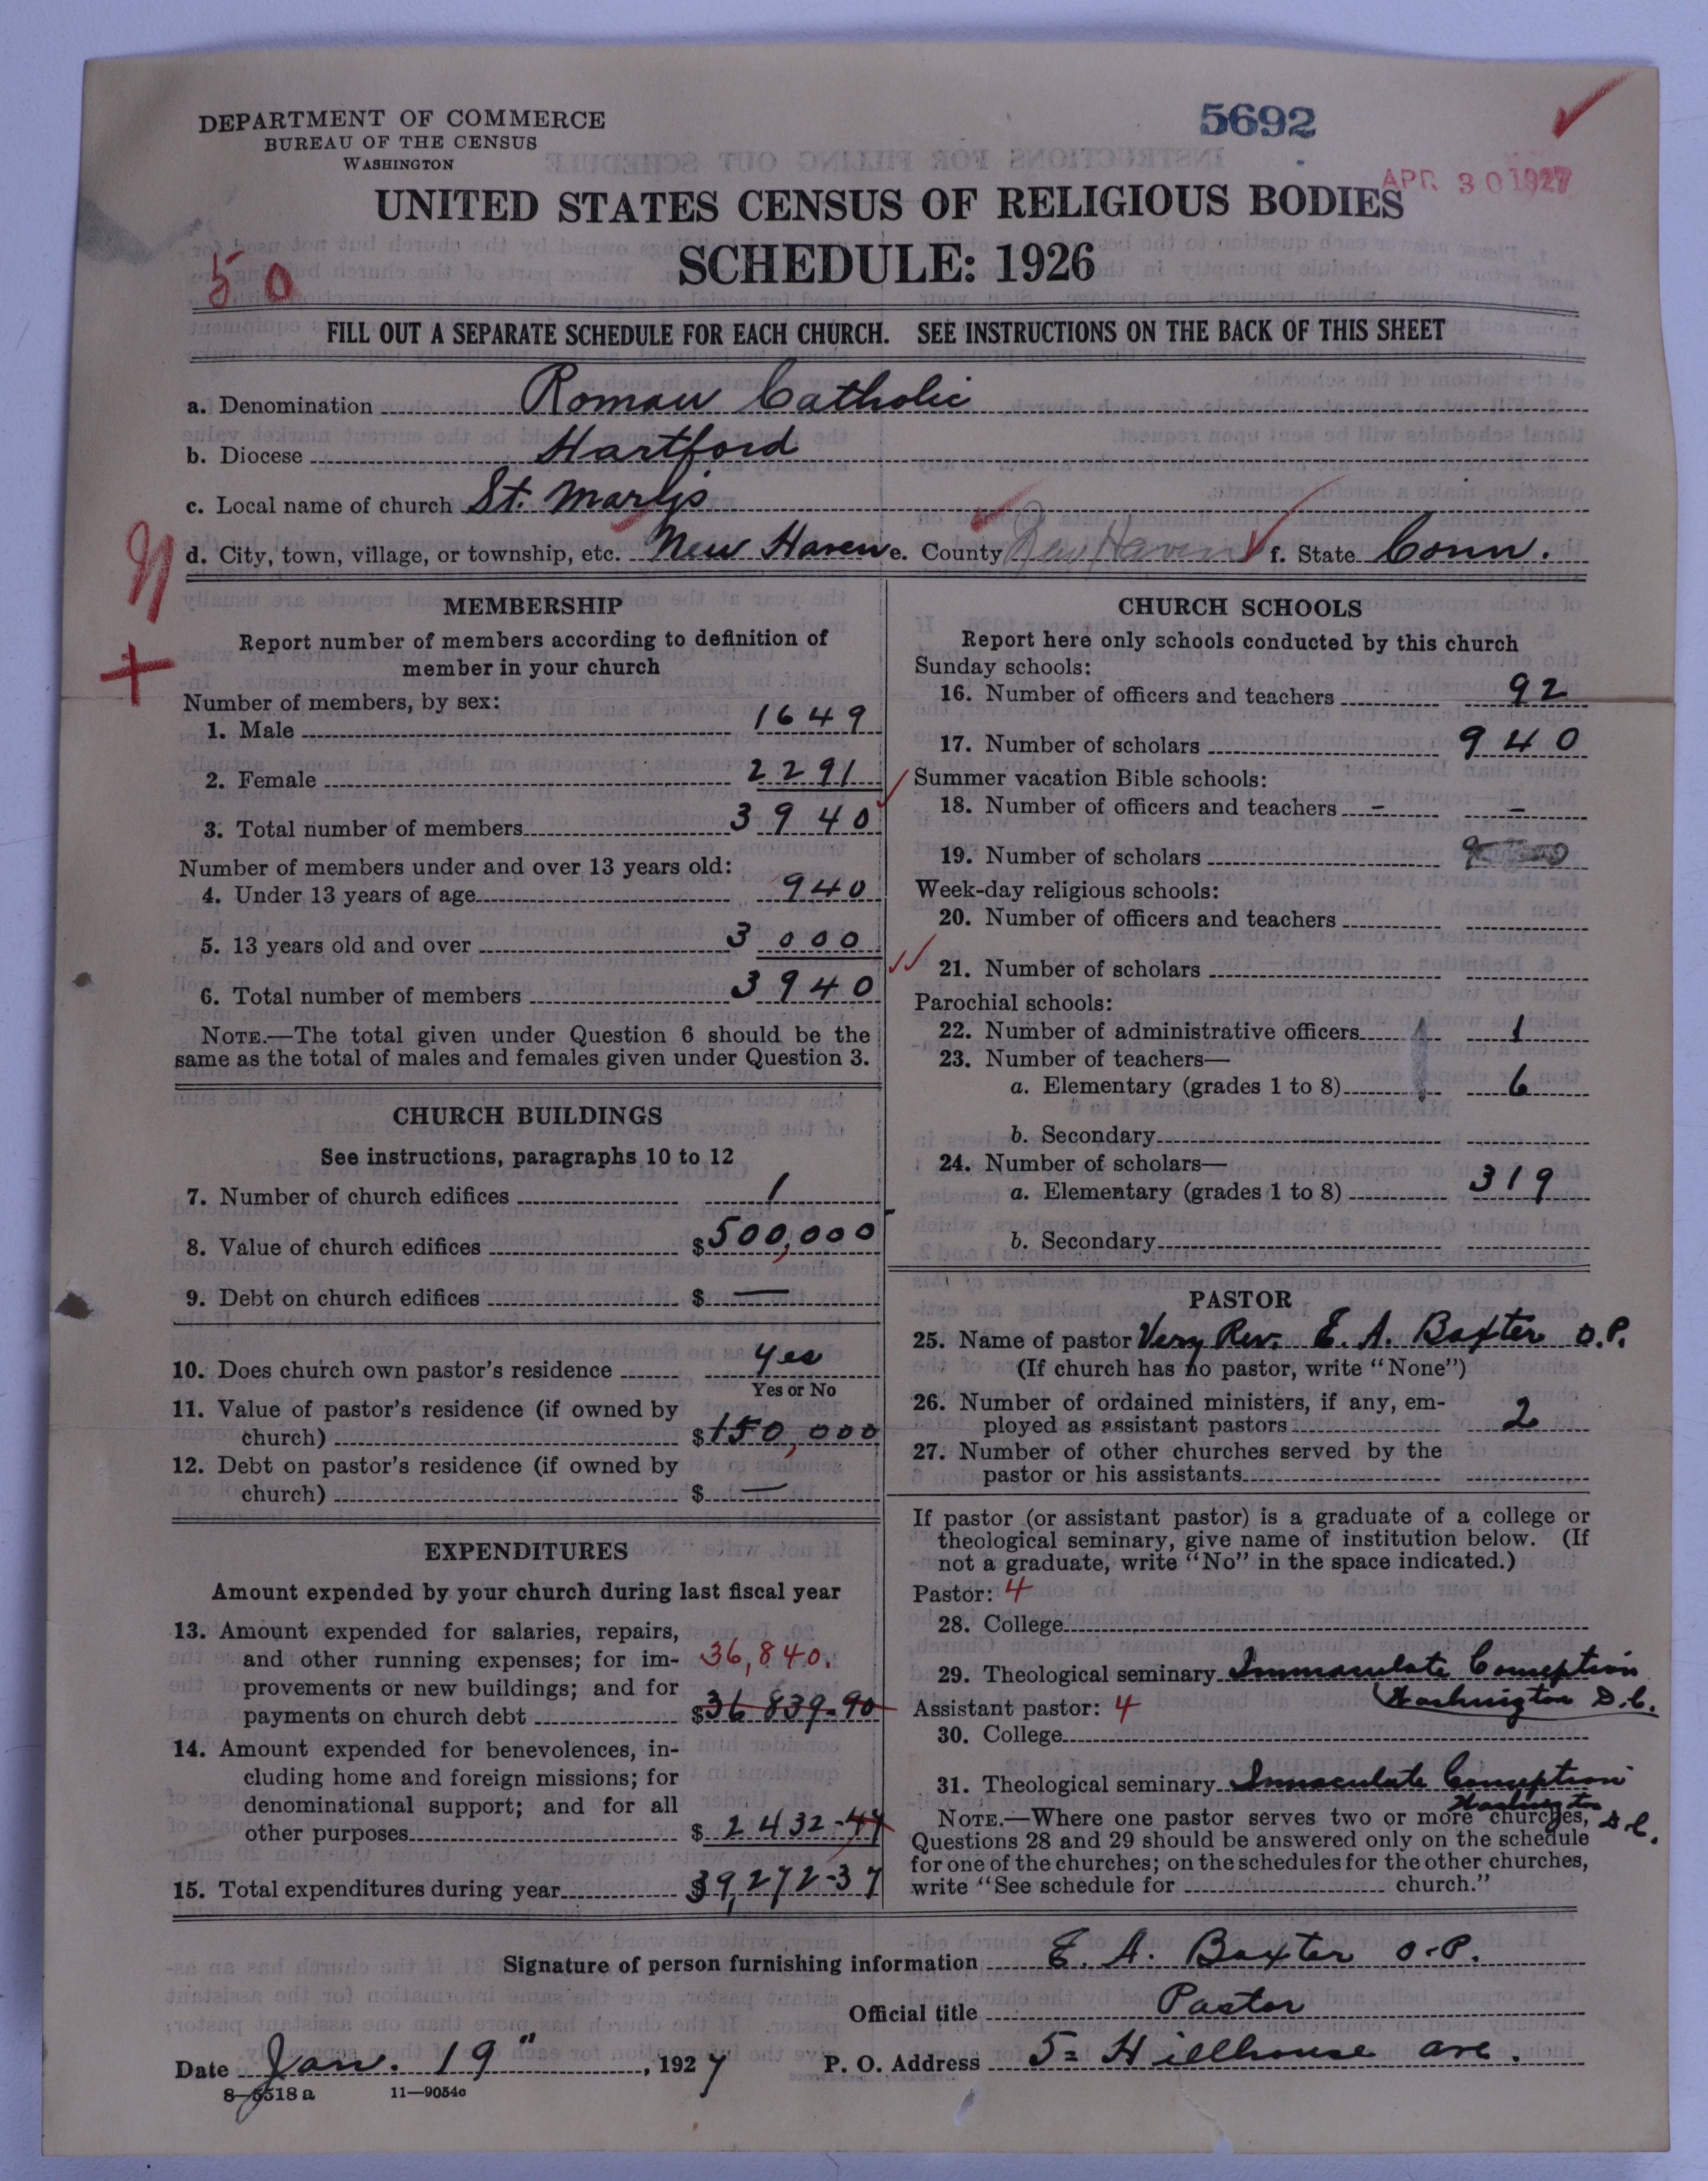 DEPARTMENT OF COMMERCE
BUREAU OF THE CENSUS
WASHINGTON
5692
APR 30 1927
UNITED STATES CENSUS OF RELIGIOUS BODIES
SCHEDULE: 1926
50
FILL OUT A SEPARATE SCHEDULE FOR EACH CHURCH. SEE INSTRUCTIONS ON THE BACK OF THIS SHEET
a. Denomination Roman Catholic
b. Diocese Hartford
c. Local name of church St. Mary's
d. City, town, village, or township, etc. New Haven e. County New Haven f. State Conn.
MEMBERSHIP
Report number of members according to definition of
member in your church
Number of members, by sex:
1. Male 1649
2. Female 2291
3. Total number of members 3940
Number of members under and over 13 years old:
4. Under 13 years of age 940
5. 13 years old and over 3000
6. Total number of members 3940
NOTE.—The total given under Question 6 should be the
same as the total of males and females given under Question 3.
CHURCH BUILDINGS
See instructions, paragraphs 10 to 12
7. Number of church edifices 1
8. Value of church edifices $500,000
9. Debt on church edifices $ —
10. Does church own pastor's residence Yes
Yes or No
11. Value of pastor's residence (if owned by
church) $150,000
12. Debt on pastor's residence (if owned by
church) $ —
EXPENDITURES
Amount expended by your church during last fiscal year
13. Amount expended for salaries, repairs,
and other running expenses; for im- 36,840.
provements or new buildings; and for
payments on church debt $36 839-90
14. Amount expended for benevolences, in-
cluding home and foreign missions; for
denominational support; and for all
other purposes $ 2432-47
15. Total expenditures during year $39,272-37
CHURCH SCHOOLS
Report here only schools conducted by this church
Sunday schools:
16. Number of officers and teachers 92
17. Number of scholars 940
Summer vacation Bible schools:
18. Number of officers and teachers - -
19. Number of scholars
Week-day religious schools:
20. Number of officers and teachers
21. Number of scholars
Parochial schools:
22. Number of administrative officers 1
23. Number of teachers—
a. Elementary (grades 1 to 8) 6
b. Secondary
24. Number of scholars—
a. Elementary (grades 1 to 8) 319
b. Secondary
PASTOR
25. Name of pastor Very Rev. E. A. Baxter O.P.
(If church has no pastor, write "None")
26. Number of ordained ministers, if any, em-
ployed as assistant pastors 2
27. Number of other churches served by the
pastor or his assistants
If pastor (or assistant pastor) is a graduate of a college or
theological seminary, give name of institution below. (If
not a graduate, write "No" in the space indicated.)
Pastor: 4
28. College
29. Theological seminary Immaculate Conception
Washington D.C.
Assistant pastor: 4
30. College
31. Theological seminary Immaculate Conception
Washington D.C.
NOTE.—Where one pastor serves two or more churches,
Questions 28 and 29 should be answered only on the schedule
for one of the churches; on the schedules for the other churches,
write "See schedule for church."
Signature of person furnishing information E. A. Baxter O.P.
Official title Pastor
Date Jan. 19", 1927 P. O. Address 5= Hillhouse ave.
8—5518a 11—9054c